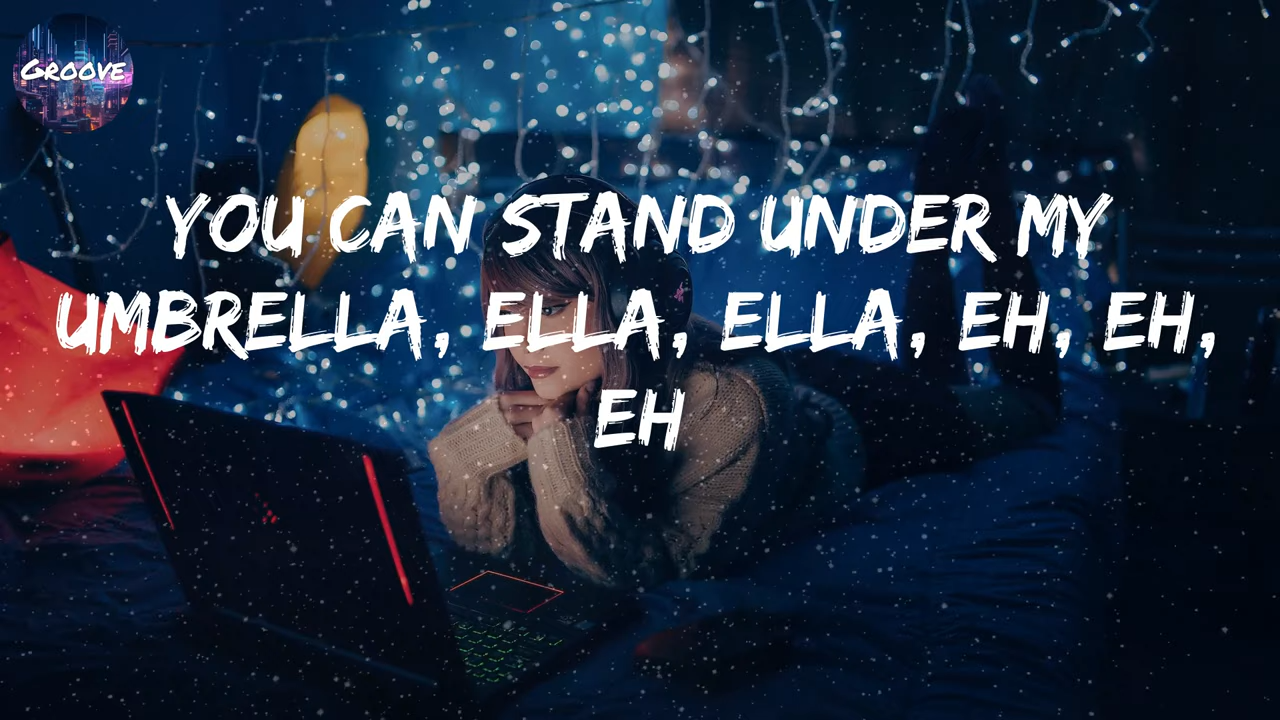 GROOVE
YOU CAN STAND UNDER MY
UMBRELLA, ELLA, ELLA, EH, EH,
EH